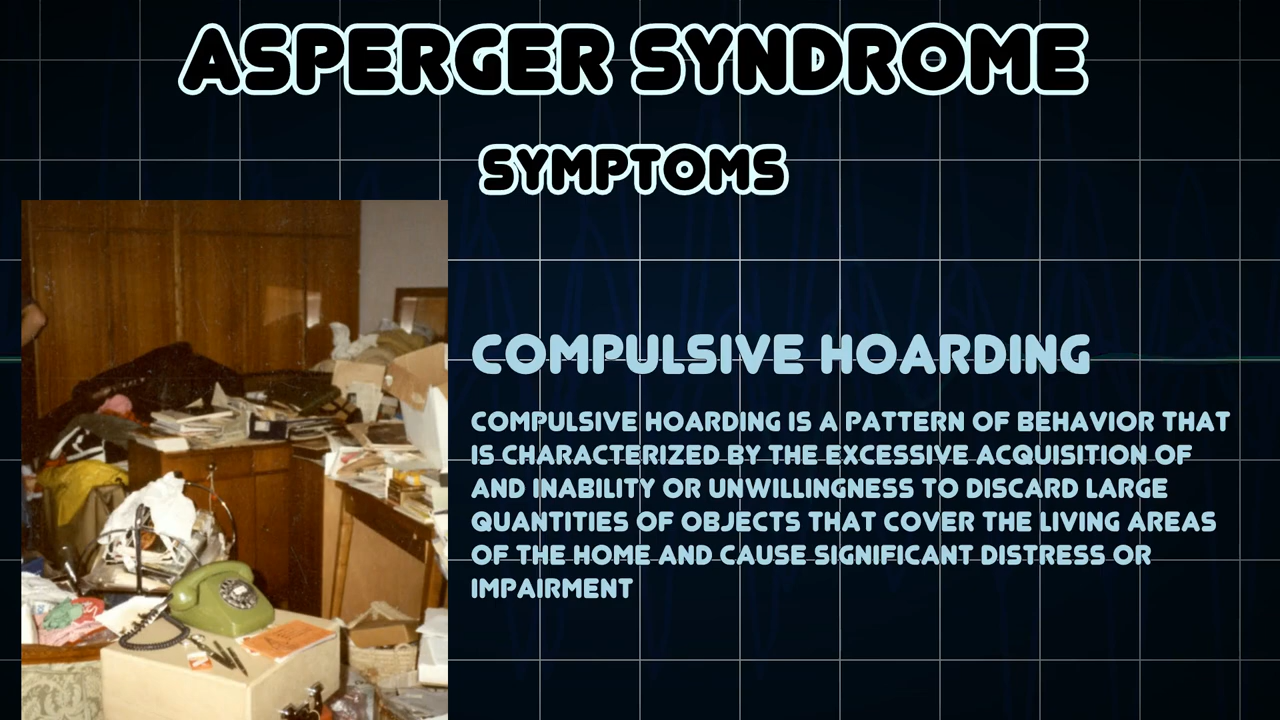 ASPERGER SYNDROME
SYMPTOMS
COMPULSIVE HOARDING
COMPULSIVE HOARDING IS A PATTERN OF BEHAVIOR THAT
IS CHARACTERIZED BY THE EXCESSIVE ACQUISITION OF
AND INABILITY OR UNWILLINGNESS TO DISCARD LARGE
QUANTITIES OF OBJECTS THAT COVER THE LIVING AREAS
OF THE HOME AND CAUSE SIGNIFICANT DISTRESS OR
IMPAIRMENT